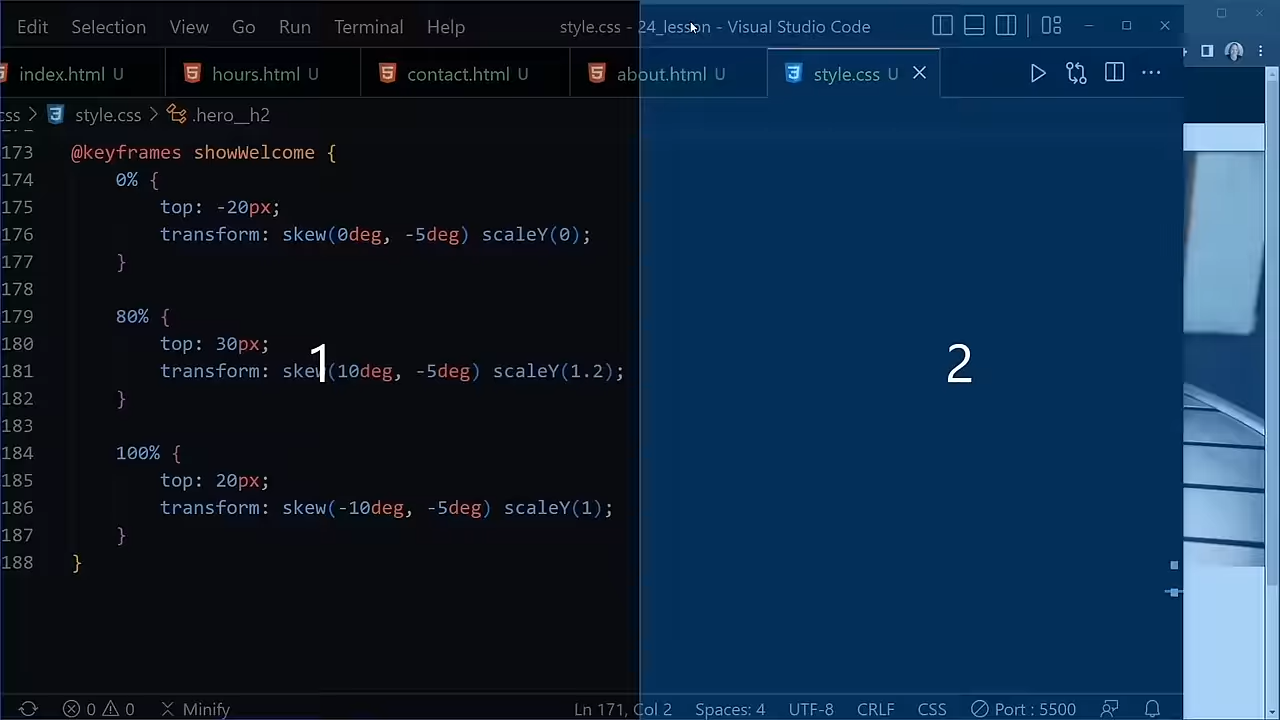 Edit Selection View Go Run Terminal Help style.css - 24_lesson - Visual Studio Code
index.html U hours.html U contact.html U about.html U style.css U
css > style.css > .hero__h2
173 @keyframes showWelcome {
174 0% {
175 top: -20px;
176 transform: skew(0deg, -5deg) scaleY(0);
177 }
178
179 80% {
180 top: 30px;
181 transform: skew(10deg, -5deg) scaleY(1.2);
182 }
183
184 100% {
185 top: 20px;
186 transform: skew(-10deg, -5deg) scaleY(1);
187 }
188 }
1
2
0 0 Minify Ln 171, Col 2 Spaces: 4 UTF-8 CRLF CSS Port : 5500